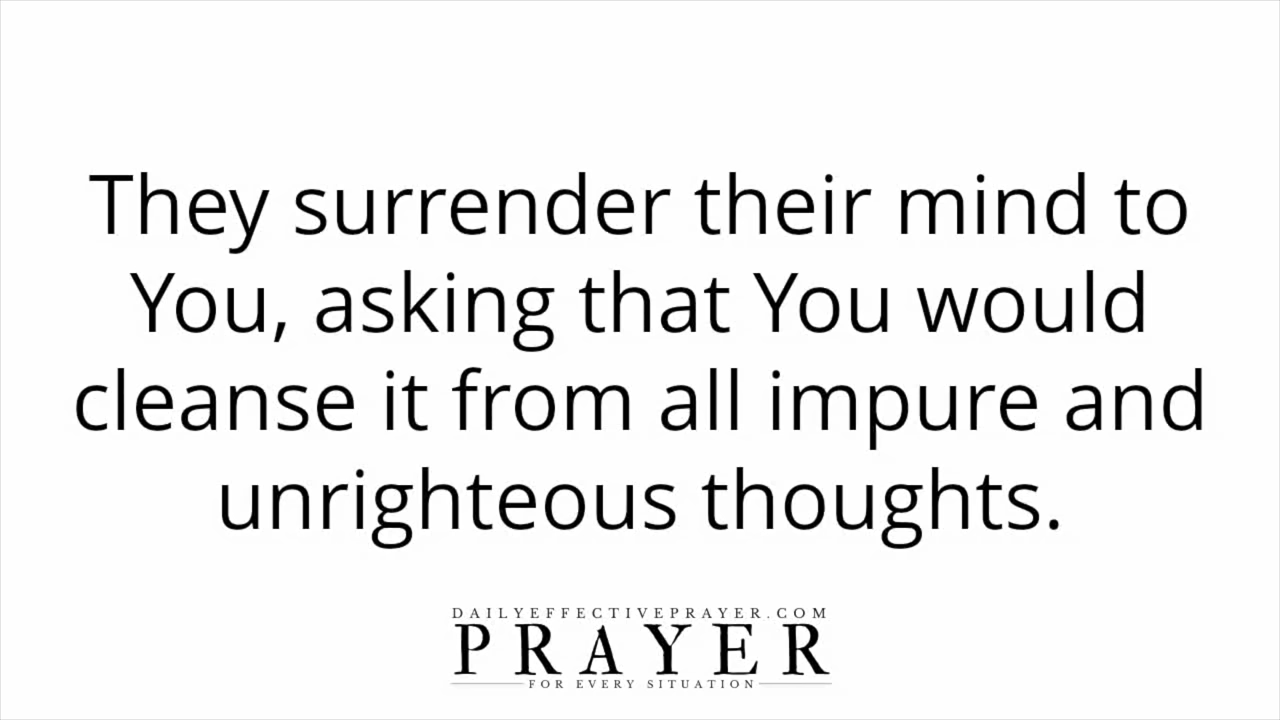 They surrender their mind to
You, asking that You would
cleanse it from all impure and
unrighteous thoughts.
DAILYEFFECTIVEPRAYER.COM
PRAYER
FOR EVERY SITUATION